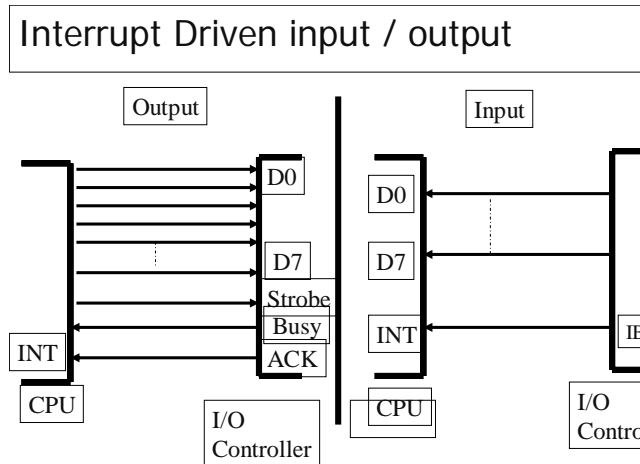 Interrupt Driven input / output
Output
D0
D7
Strobe
Busy
INT
ACK
CPU
I/O
Controller
Input
D0
D7
INT
CPU
I/O